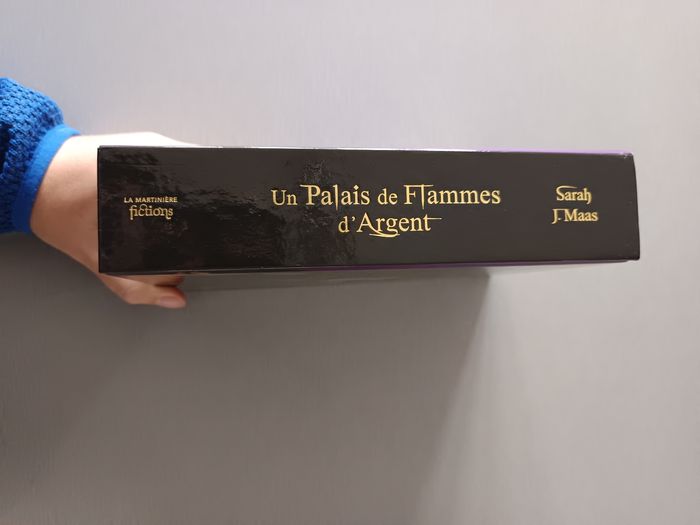 LA MARTINIÈRE
fictions
Un Palais de Flammes
d'Argent
Sarah
J. Maas